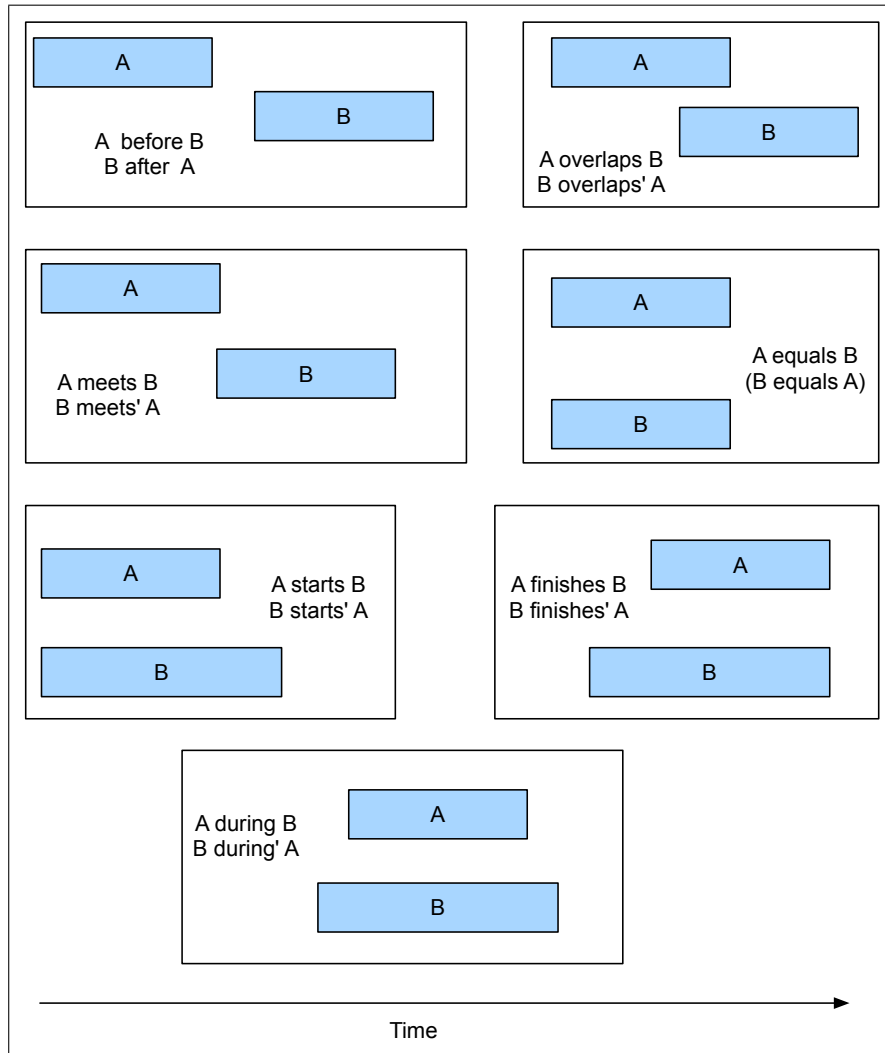 A
B
A before B
B after A
A
B
A overlaps B
B overlaps' A
A
B
A meets B
B meets' A
A
A equals B
(B equals A)
B
A
A starts B
B starts' A
B
A
A finishes B
B finishes' A
B
A
A during B
B during' A
B
Time